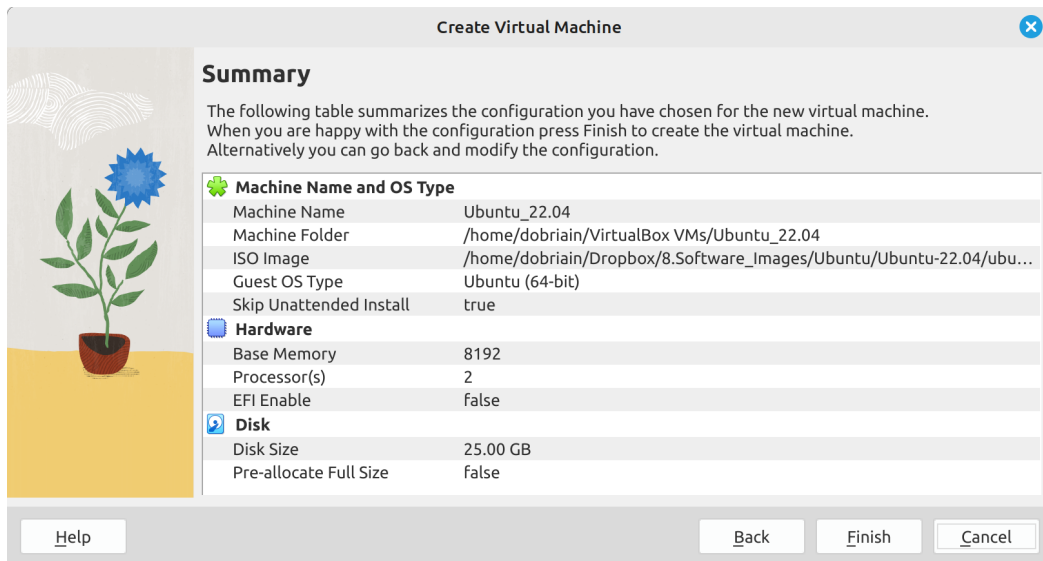 Create Virtual Machine
Summary
The following table summarizes the configuration you have chosen for the new virtual machine.
When you are happy with the configuration press Finish to create the virtual machine.
Alternatively you can go back and modify the configuration.
Machine Name and OS Type
Machine Name Ubuntu_22.04
Machine Folder /home/dobriain/VirtualBox VMs/Ubuntu_22.04
ISO Image /home/dobriain/Dropbox/8.Software_Images/Ubuntu/Ubuntu-22.04/ubu...
Guest OS Type Ubuntu (64-bit)
Skip Unattended Install true
Hardware
Base Memory 8192
Processor(s) 2
EFI Enable false
Disk
Disk Size 25.00 GB
Pre-allocate Full Size false
Help Back Finish Cancel